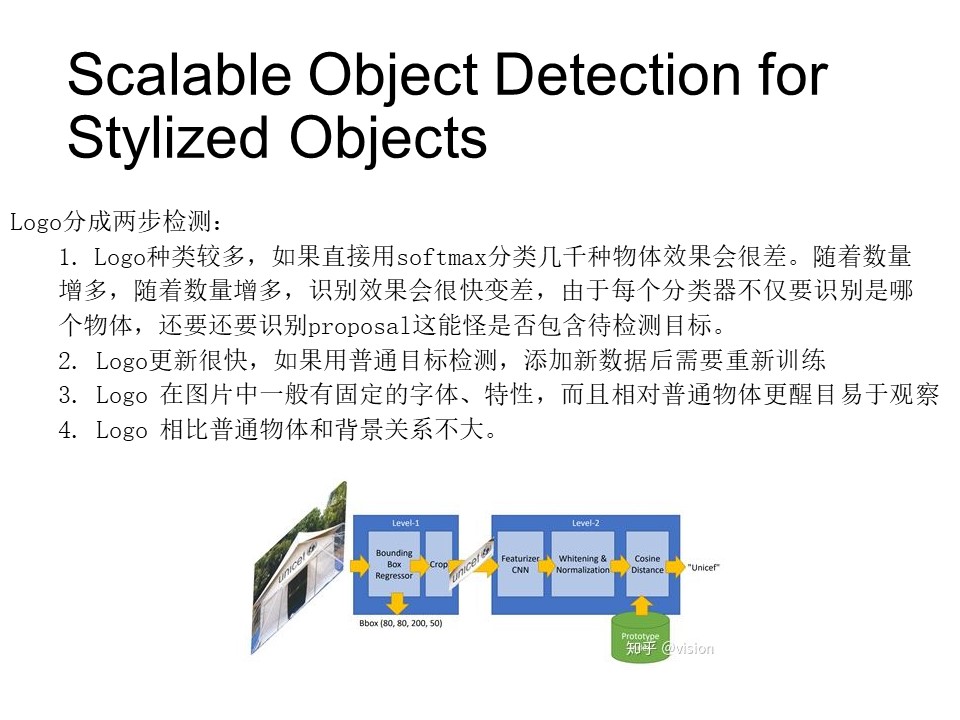 Scalable Object Detection for
Stylized Objects
Logo分成两步检测：
1. Logo种类较多，如果直接用softmax分类几千种物体效果会很差。随着数量
增多，随着数量增多，识别效果会很快变差，由于每个分类器不仅要识别是哪
个物体，还要还要识别proposal这能怪是否包含待检测目标。
2. Logo更新很快，如果用普通目标检测，添加新数据后需要重新训练
3. Logo 在图片中一般有固定的字体、特性，而且相对普通物体更醒目易于观察
4. Logo 相比普通物体和背景关系不大。
Level-1
Level-2
unicef
Bounding
Box
Regressor
Crop
unicef
Featurizer
CNN
Whitening &
Normalization
Cosine
Distance
"Unicef"
Bbox (80, 80, 200, 50)
Prototype
知乎 @vision